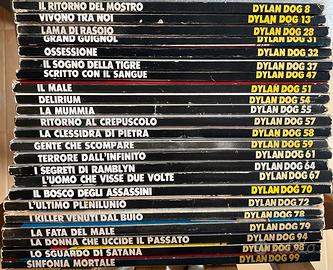 IL RITORNO DEL MOSTRO DYLAN DOG 8
VIVONO TRA NOI DYLAN DOG 13
LAMA DI RASOIO DYLAN DOG 28
GRAND GUIGNOL DYLAN DOG 31
OSSESSIONE DYLAN DOG 32
IL SOGNO DELLA TIGRE DYLAN DOG 37
SCRITTO CON IL SANGUE DYLAN DOG 47
IL MALE DYLAN DOG 51
DELIRIUM DYLAN DOG 54
LA MUMMIA DYLAN DOG 55
RITORNO AL CREPUSCOLO DYLAN DOG 57
LA CLESSIDRA DI PIETRA DYLAN DOG 58
GENTE CHE SCOMPARE DYLAN DOG 59
TERRORE DALL'INFINITO DYLAN DOG 61
I SEGRETI DI RAMBLYN DYLAN DOG 64
L'UOMO CHE VISSE DUE VOLTE DYLAN DOG 67
IL BOSCO DEGLI ASSASSINI DYLAN DOG 70
L'ULTIMO PLENILUNIO DYLAN DOG 72
I KILLER VENUTI DAL BUIO DYLAN DOG 78
LA FATA DEL MALE DYLAN DOG 79
LA DONNA CHE UCCIDE IL PASSATO DYLAN DOG 94
LO SGUARDO DI SATANA DYLAN DOG 98
SINFONIA MORTALE DYLAN DOG 99